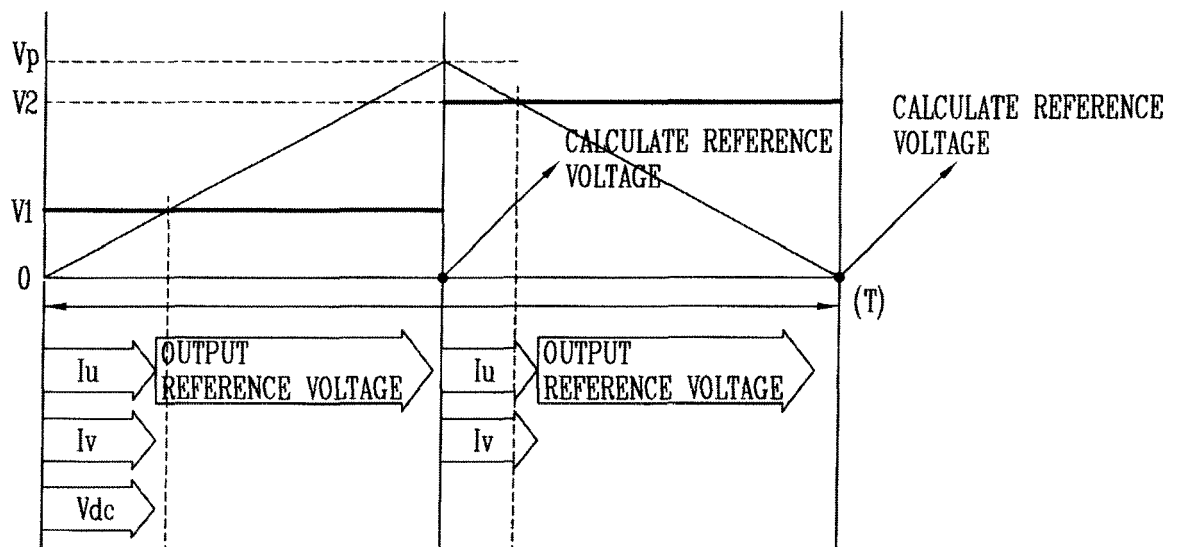 Vp
V2
CALCULATE REFERENCE
VOLTAGE
CALCULATE REFERENCE
VOLTAGE
V1
0
(T)
Iu
OUTPUT
REFERENCE VOLTAGE
Iu
OUTPUT
REFERENCE VOLTAGE
Iv
Iv
Vdc